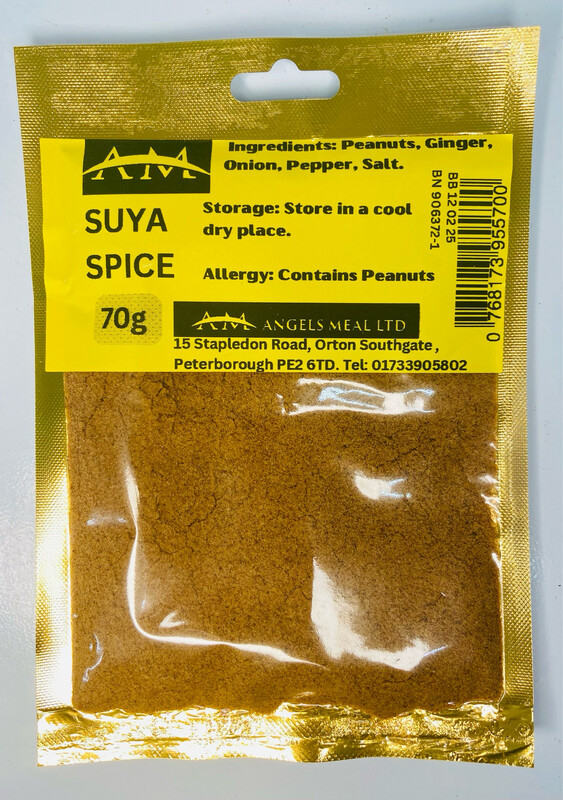 AM
SUYA
SPICE
70g
Ingredients: Peanuts, Ginger,
Onion, Pepper, Salt.
Storage: Store in a cool
dry place.
Allergy: Contains Peanuts
AM ANGELS MEAL LTD
15 Stapledon Road, Orton Southgate,
Peterborough PE2 6TD. Tel: 01733905802
BB 12 02 25
BN 906372-1
0 768173 955700